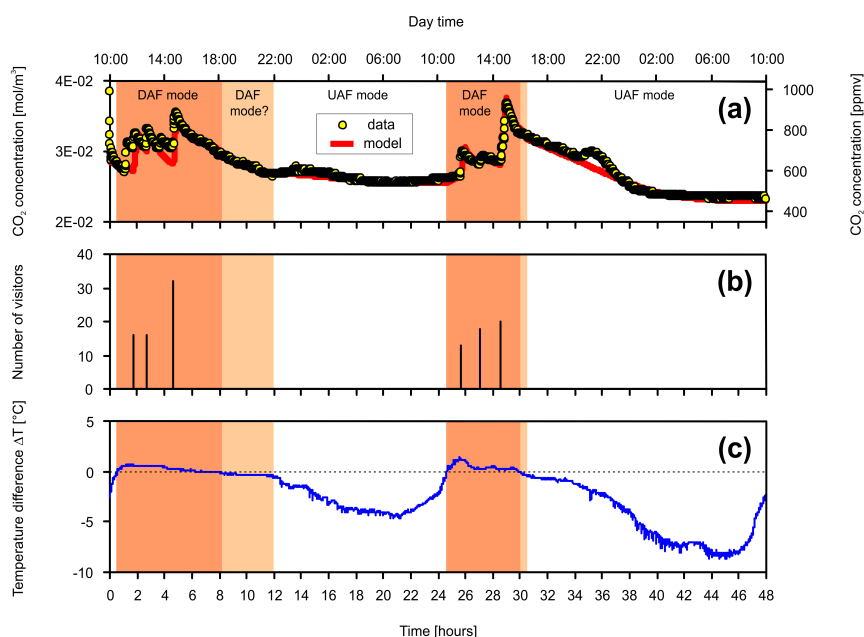 Day time
10:00 14:00 18:00 22:00 02:00 06:00 10:00 14:00 22:00 02:00 06:00 10:00
4E-02
3E-02
2E-02
CO2 concentration [mol/m3]
DAF mode
DAF mode?
UAF mode
DAF mode
UAF mode
(a)
data
model
1000
800
600
400
CO2 concentration [ppmv]
40
30
20
10
0
Number of visitors
(b)
5
0
-5
-10
Temperature difference ΔT [°C]
(c)
0 2 4 6 8 10 12 14 16 18 20 22 24 26 28 30 32 34 36 38 40 42 44 46 48
Time [hours]